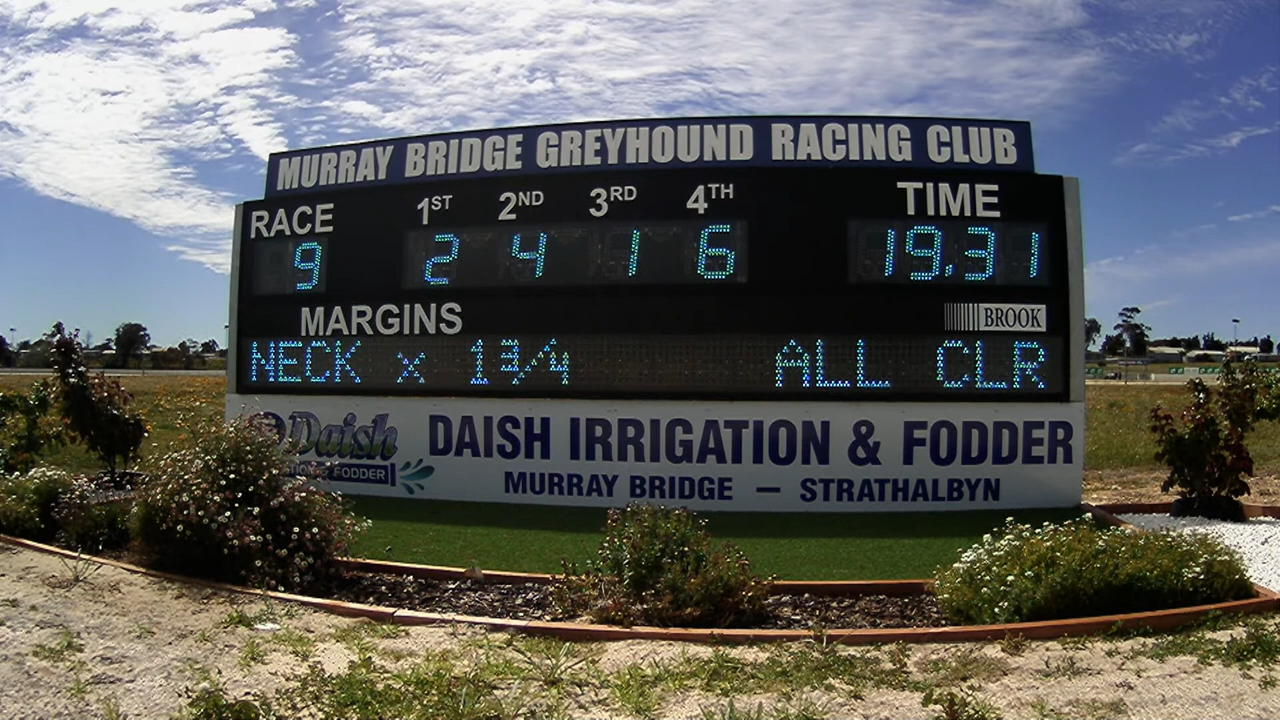 MURRAY BRIDGE GREYHOUND RACING CLUB
RACE 1ST 2ND 3RD 4TH TIME
9 2 4 1 6 19.31
MARGINS BROOK
NECK x 1 3/4 ALL CLR
Daish DAISH IRRIGATION & FODDER
FODDER MURRAY BRIDGE — STRATHALBYN